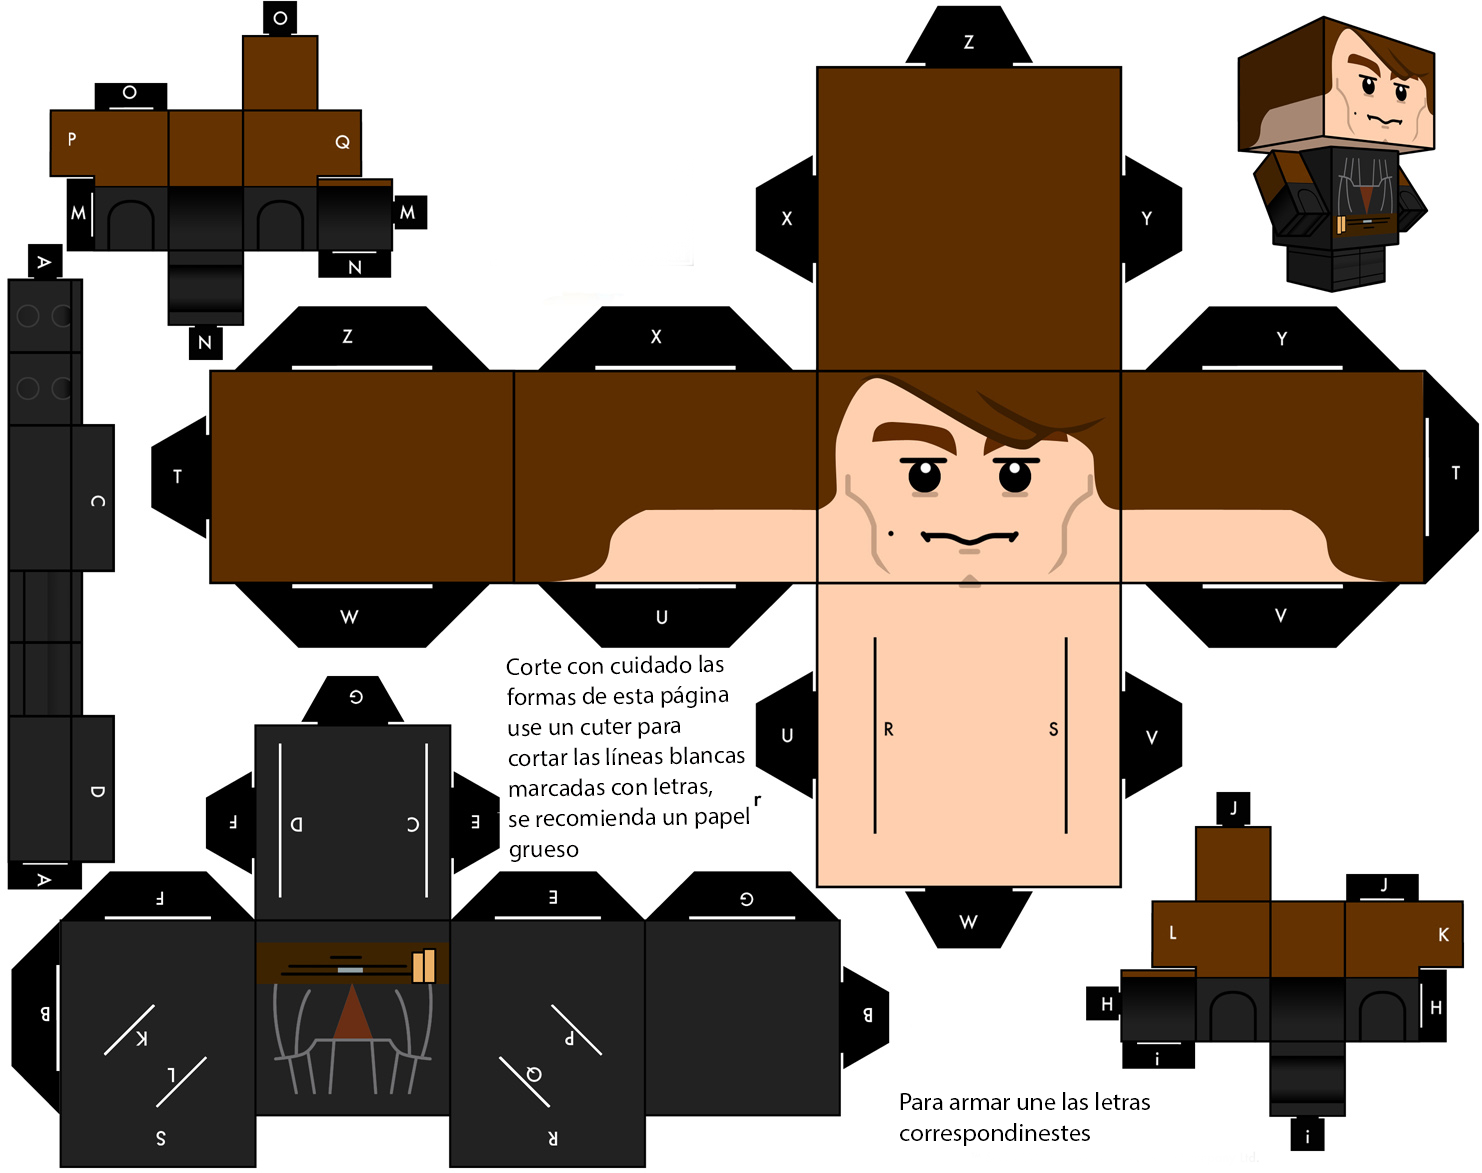 O
Z
O
P
Q
M
M
N
X
Y
A
N
Z
X
Y
T
T
C
W
U
V
Corte con cuidado las
formas de esta página
use un cuter para
cortar las líneas blancas
marcadas con letras,
se recomienda un papel r
grueso
G
U
R
S
V
D
F
D
C
E
J
A
F
E
G
J
W
L
K
B
K
P
B
H
H
L
Q
i
S
R
Para armar une las letras
correspondinestes
i